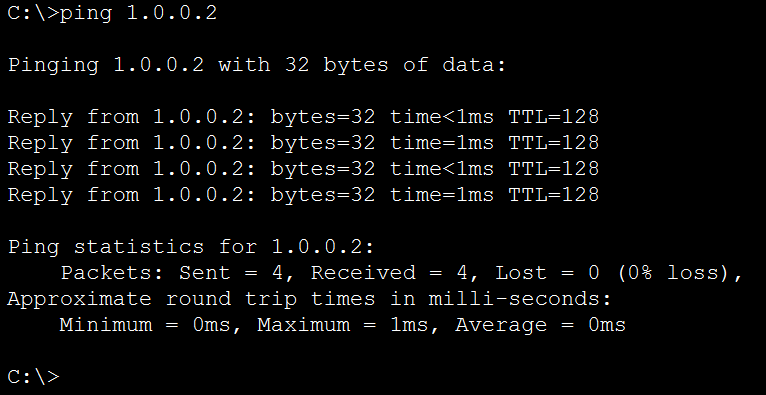 C:\>ping 1.0.0.2
Pinging 1.0.0.2 with 32 bytes of data:
Reply from 1.0.0.2: bytes=32 time<1ms TTL=128
Reply from 1.0.0.2: bytes=32 time=1ms TTL=128
Reply from 1.0.0.2: bytes=32 time<1ms TTL=128
Reply from 1.0.0.2: bytes=32 time=1ms TTL=128
Ping statistics for 1.0.0.2:
    Packets: Sent = 4, Received = 4, Lost = 0 (0% loss),
Approximate round trip times in milli-seconds:
    Minimum = 0ms, Maximum = 1ms, Average = 0ms
C:\>